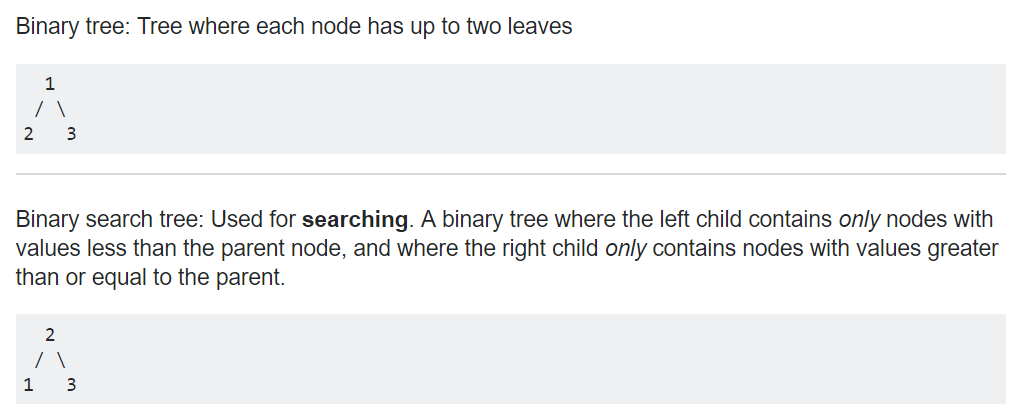 Binary tree: Tree where each node has up to two leaves
1
/ \
2 3
Binary search tree: Used for searching. A binary tree where the left child contains only nodes with
values less than the parent node, and where the right child only contains nodes with values greater
than or equal to the parent.
2
/ \
1 3